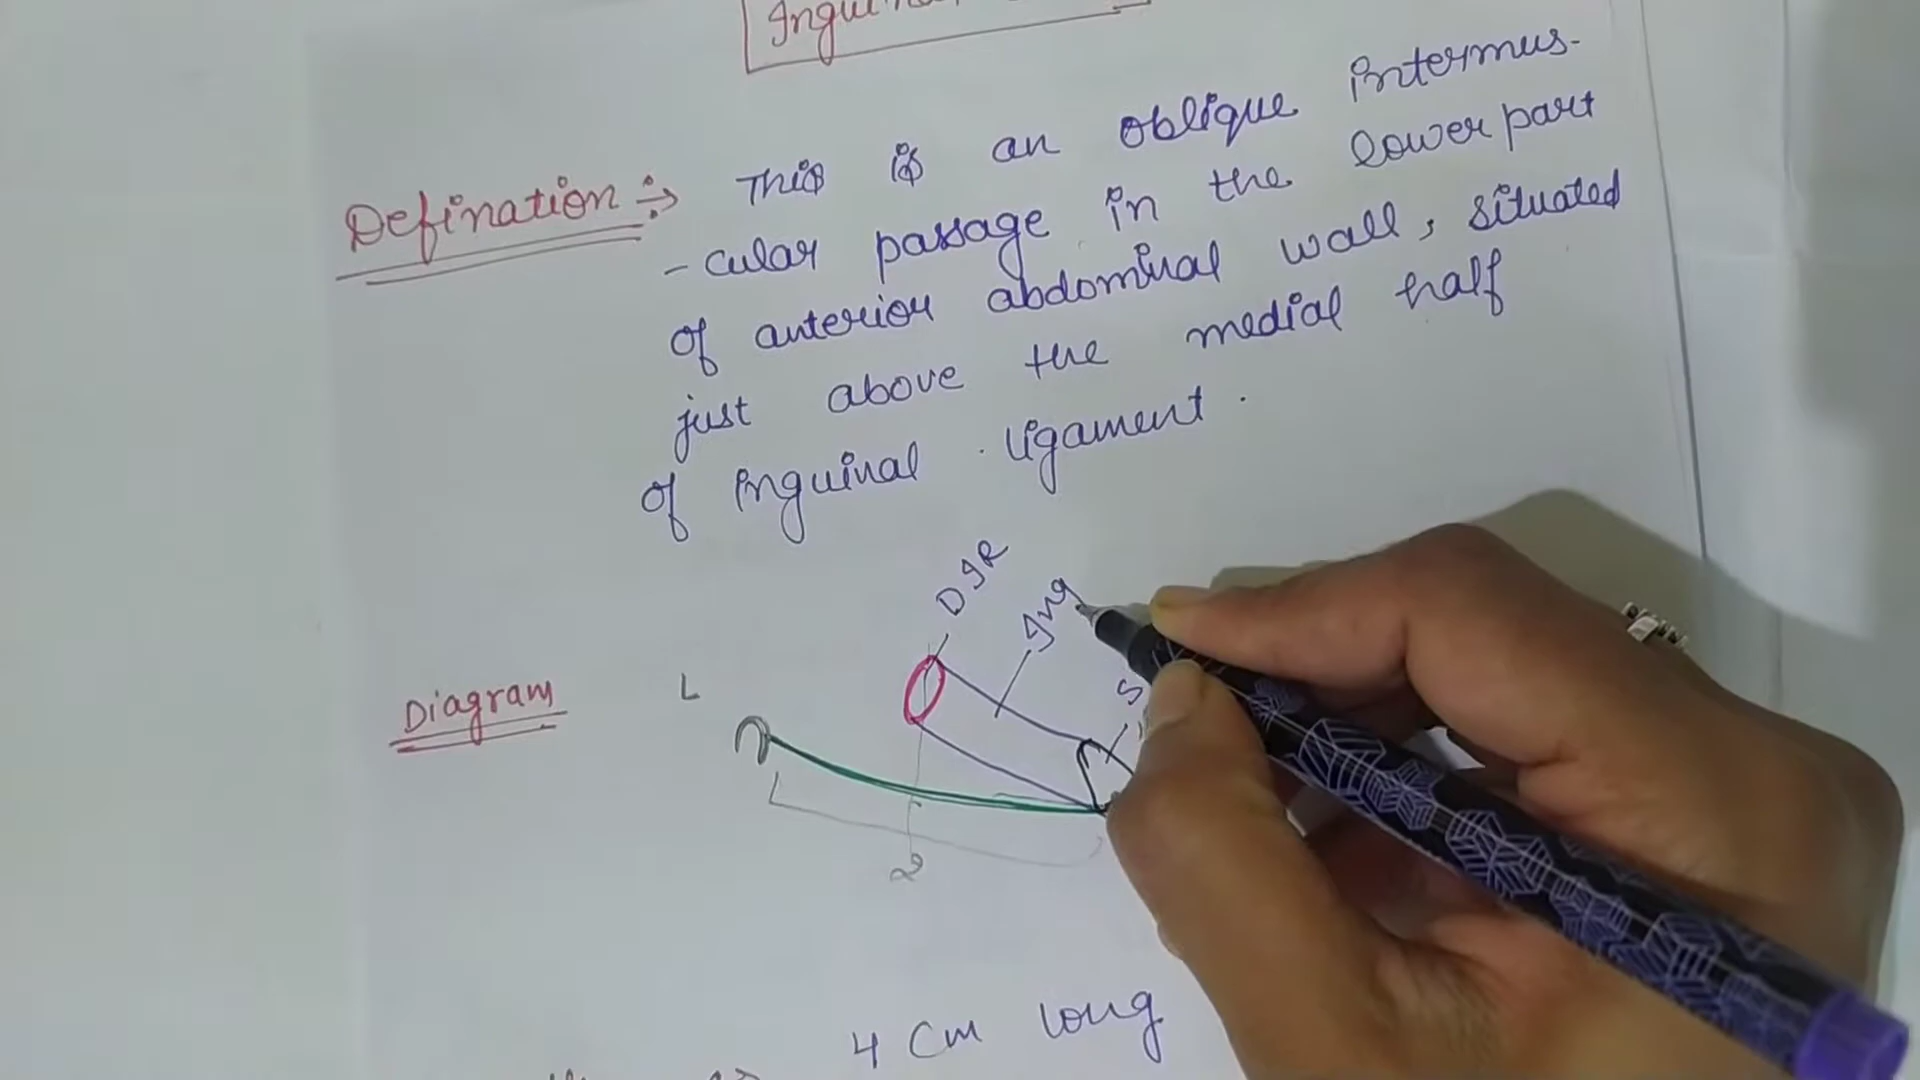 Defination :- This is an oblique intermus-
- cular passage in the lower part
of anterior abdominal wall, situated
just above the medial half
of inguinal ligament.
DIR
Ing
S
Diagram
L
2
4 cm long